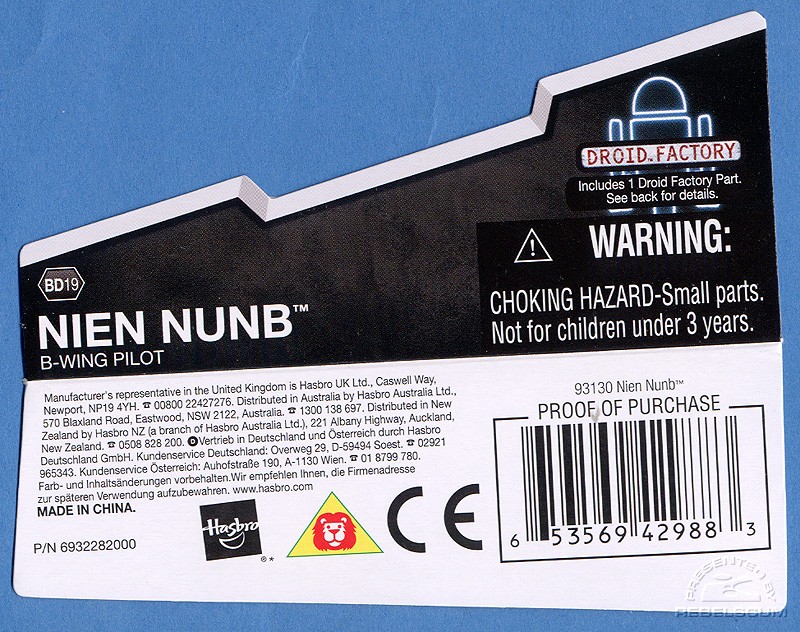 DROID.FACTORY
Includes 1 Droid Factory Part.
See back for details.
WARNING:
CHOKING HAZARD-Small parts.
Not for children under 3 years.
BD19
NIEN NUNB™
B-WING PILOT
Manufacturer's representative in the United Kingdom is Hasbro UK Ltd., Caswell Way,
Newport, NP19 4YH. ☎ 00800 22427276. Distributed in Australia by Hasbro Australia Ltd.,
570 Blaxland Road, Eastwood, NSW 2122, Australia. ☎ 1300 138 697. Distributed in New
Zealand by Hasbro NZ (a branch of Hasbro Australia Ltd.), 221 Albany Highway, Auckland,
New Zealand. ☎ 0508 828 200. D Vertrieb in Deutschland und Österreich durch Hasbro
Deutschland GmbH. Kundenservice Deutschland: Overweg 29, D-59494 Soest. ☎ 02921
965343. Kundenservice Österreich: Auhofstraße 190, A-1130 Wien. ☎ 01 8799 780.
Farb- und Inhaltsänderungen vorbehalten.Wir empfehlen Ihnen, die Firmenadresse
zur späteren Verwendung aufzubewahren. www.hasbro.com
MADE IN CHINA.
P/N 6932282000
Hasbro
®*
CE
93130 Nien Nunb™
PROOF OF PURCHASE
6 53569 42988 3
PRESENTED BY
REBELSCUM